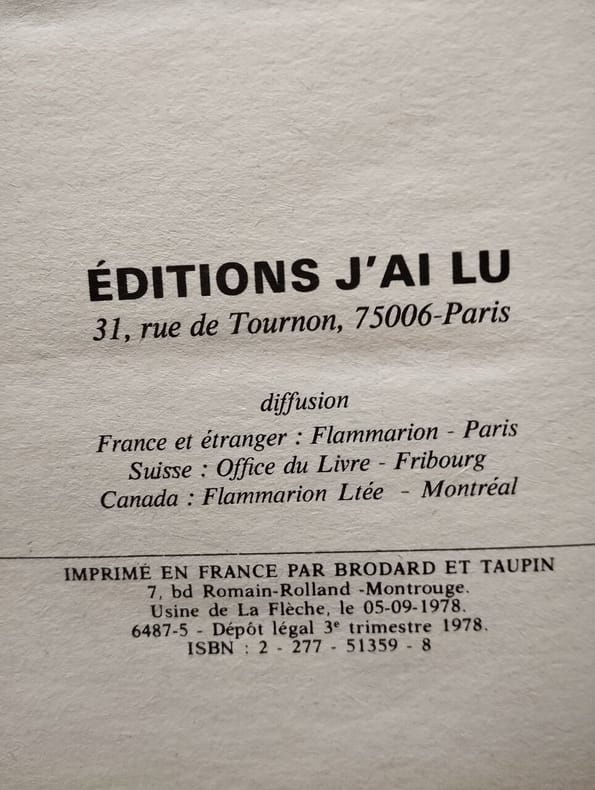 ÉDITIONS J'AI LU
31, rue de Tournon, 75006-Paris
diffusion
France et étranger : Flammarion - Paris
Suisse : Office du Livre - Fribourg
Canada : Flammarion Ltée - Montréal
IMPRIMÉ EN FRANCE PAR BRODARD ET TAUPIN
7, bd Romain-Rolland -Montrouge.
Usine de La Flèche, le 05-09-1978.
6487-5 - Dépôt légal 3e trimestre 1978.
ISBN : 2 - 277 - 51359 - 8